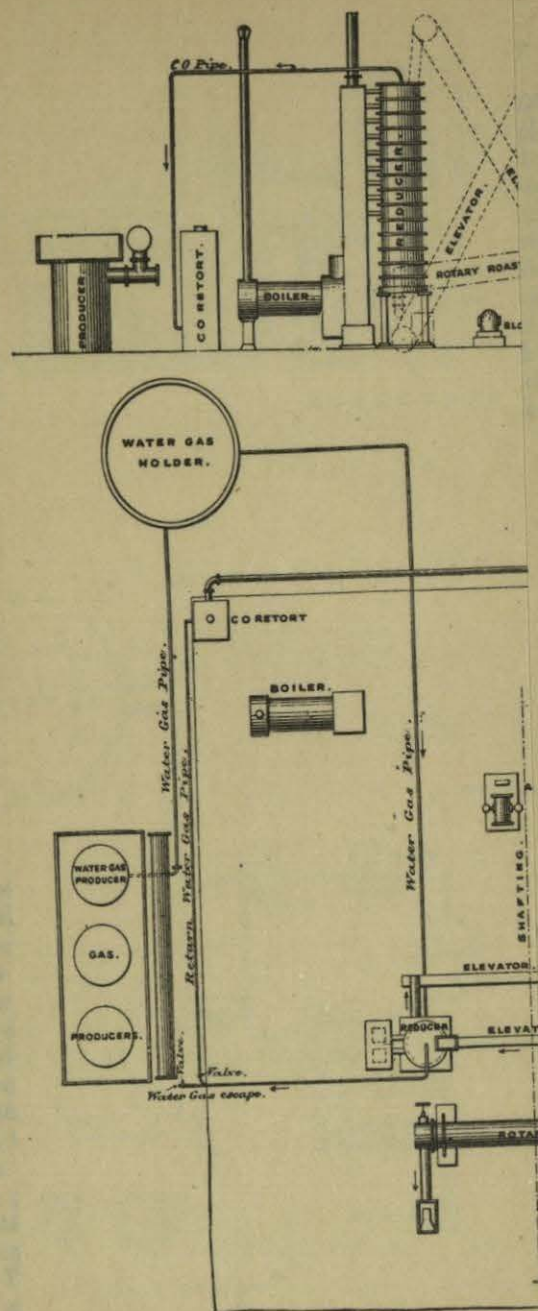 CO Pipe.
REDUCER.
ELEVATOR.
ROTARY ROAST
PRODUCER.
CO RETORT.
BOILER.
WATER GAS
HOLDER.
CO RETORT
BOILER.
Water Gas Pipe.
Return Water Gas Pipe.
Water Gas Pipe.
SHAFTING.
WATER GAS
PRODUCER
GAS.
PRODUCERS.
ELEVATOR.
REDUCER
ELEVAT
Valve.
Valve.
Water Gas escape.
ROTA